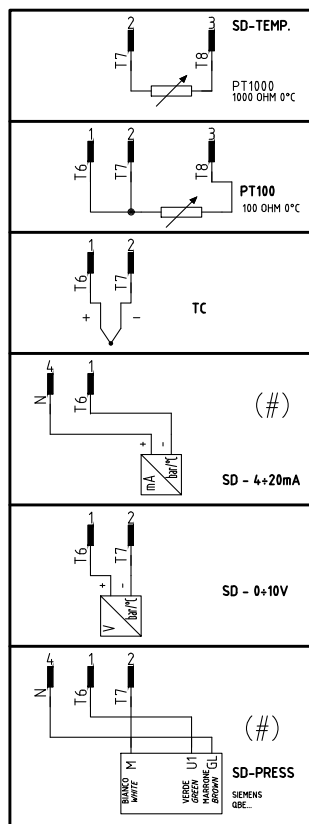 2 3 SD-TEMP.
T7 T8
PT1000
1000 OHM 0°C
1 2 3
T6 T7 T8
PT100
100 OHM 0°C
1 2
T6 T7
+ -
TC
4 1
N T6
(#)
+ -
mA bar/°C
SD - 4÷20mA
1 2
T6 T7
+ -
V bar/°C
SD - 0÷10V
4 1 2
N T6 T7
(#)
M U1 GL
BIANCO VERDE MARRONE
WHITE GREEN BROWN
SD-PRESS
SIEMENS
QBE...